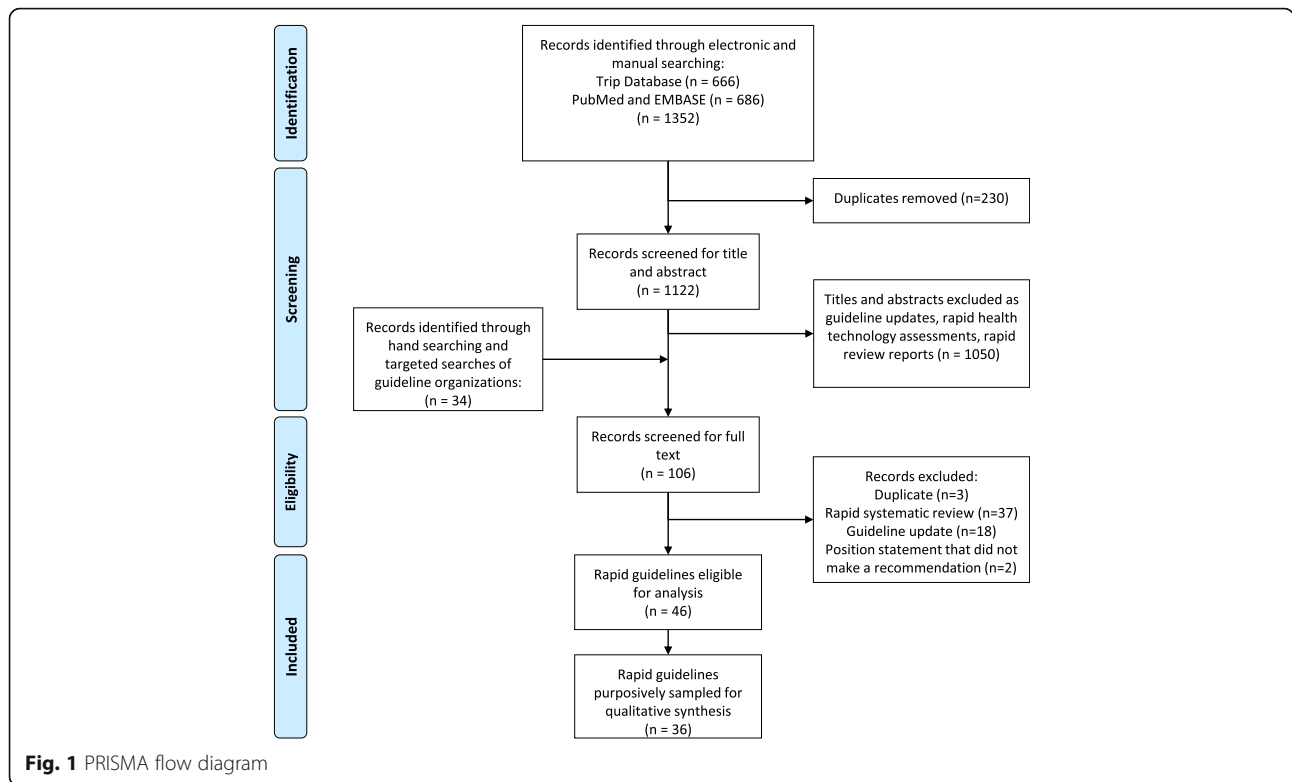 Identification
Records identified through electronic and
manual searching:
Trip Database (n = 666)
PubMed and EMBASE (n = 686)
(n = 1352)
Duplicates removed (n=230)
Screening
Records screened for title
and abstract
(n = 1122)
Titles and abstracts excluded as
guideline updates, rapid health
technology assessments, rapid
review reports (n = 1050)
Records identified through
hand searching and
targeted searches of
guideline organizations:
(n = 34)
Eligibility
Records screened for full
text
(n = 106)
Records excluded:
Duplicate (n=3)
Rapid systematic review (n=37)
Guideline update (n=18)
Position statement that did not
make a recommendation (n=2)
Included
Rapid guidelines eligible
for analysis
(n = 46)
Rapid guidelines
purposively sampled for
qualitative synthesis
(n = 36)
Fig. 1 PRISMA flow diagram